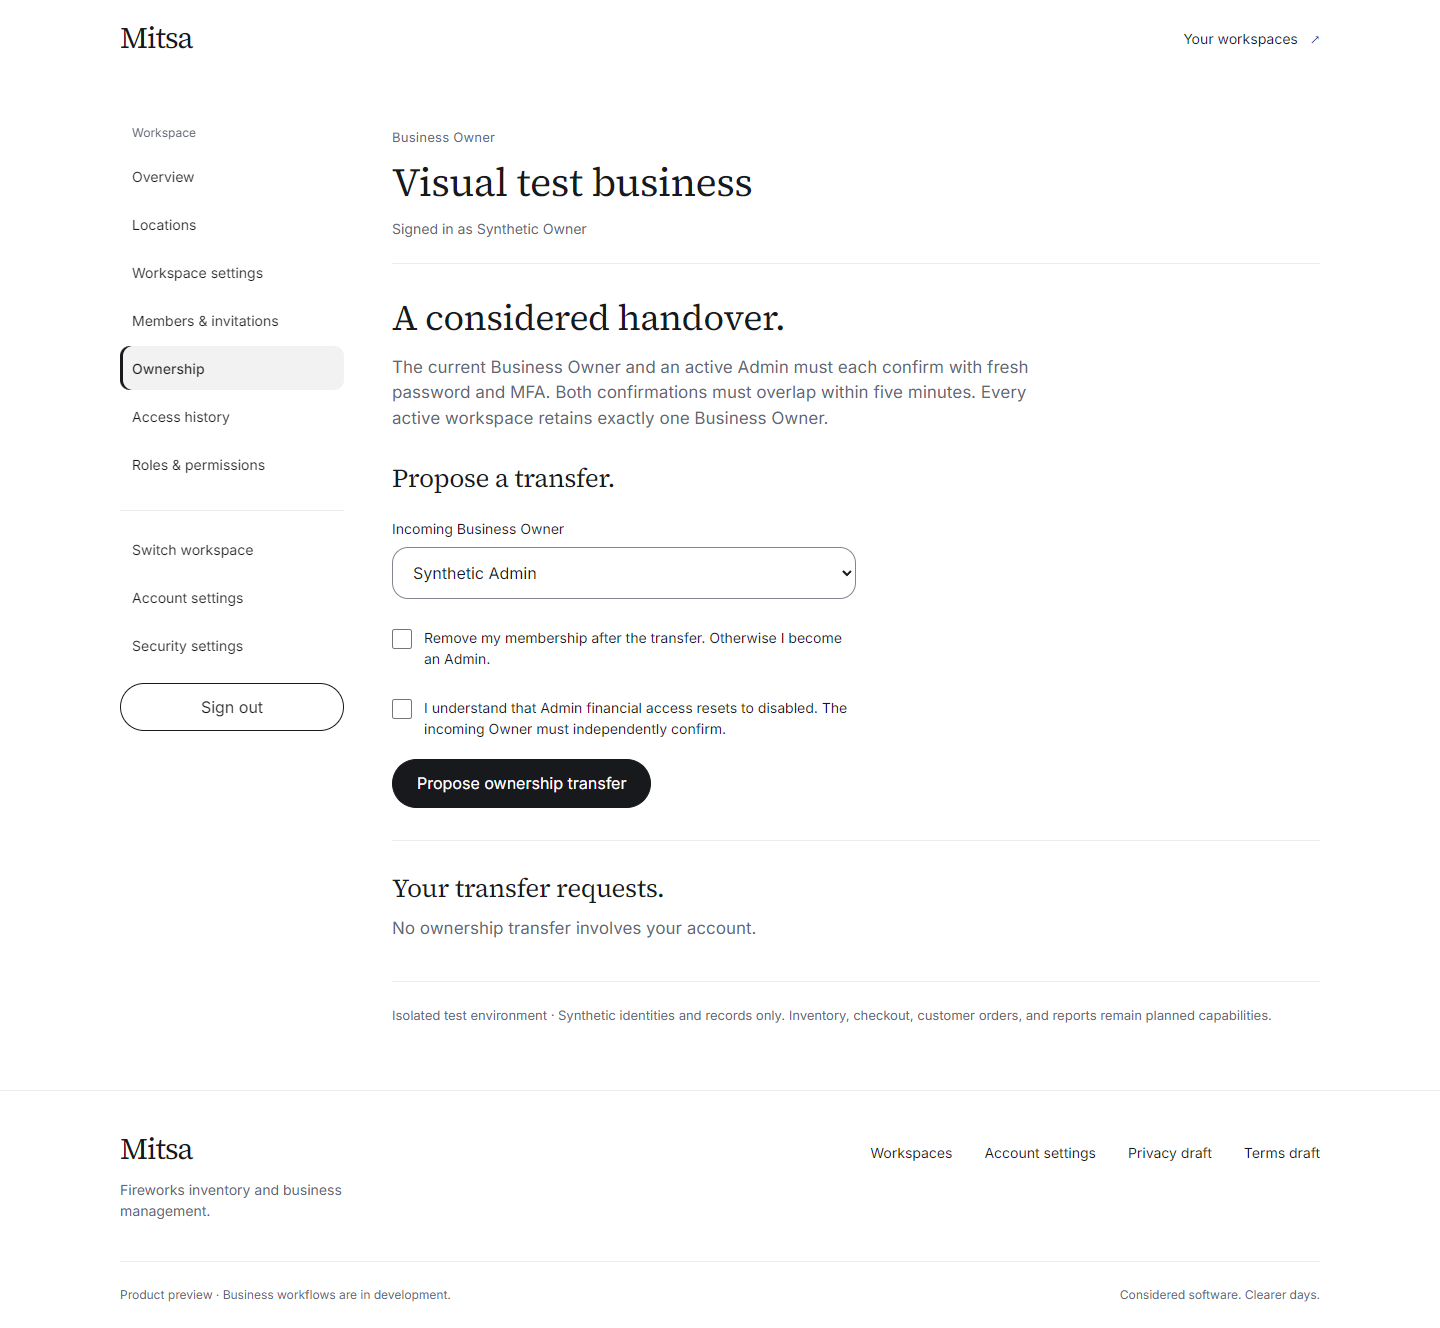 Mitsa
Your workspaces ↗
Workspace
Overview
Locations
Workspace settings
Members & invitations
Ownership
Access history
Roles & permissions
Switch workspace
Account settings
Security settings
Sign out
Business Owner
Visual test business
Signed in as Synthetic Owner
A considered handover.
The current Business Owner and an active Admin must each confirm with fresh
password and MFA. Both confirmations must overlap within five minutes. Every
active workspace retains exactly one Business Owner.
Propose a transfer.
Incoming Business Owner
Synthetic Admin
Remove my membership after the transfer. Otherwise I become
an Admin.
I understand that Admin financial access resets to disabled. The
incoming Owner must independently confirm.
Propose ownership transfer
Your transfer requests.
No ownership transfer involves your account.
Isolated test environment · Synthetic identities and records only. Inventory, checkout, customer orders, and reports remain planned capabilities.
Mitsa
Fireworks inventory and business
management.
Workspaces Account settings Privacy draft Terms draft
Product preview · Business workflows are in development.
Considered software. Clearer days.